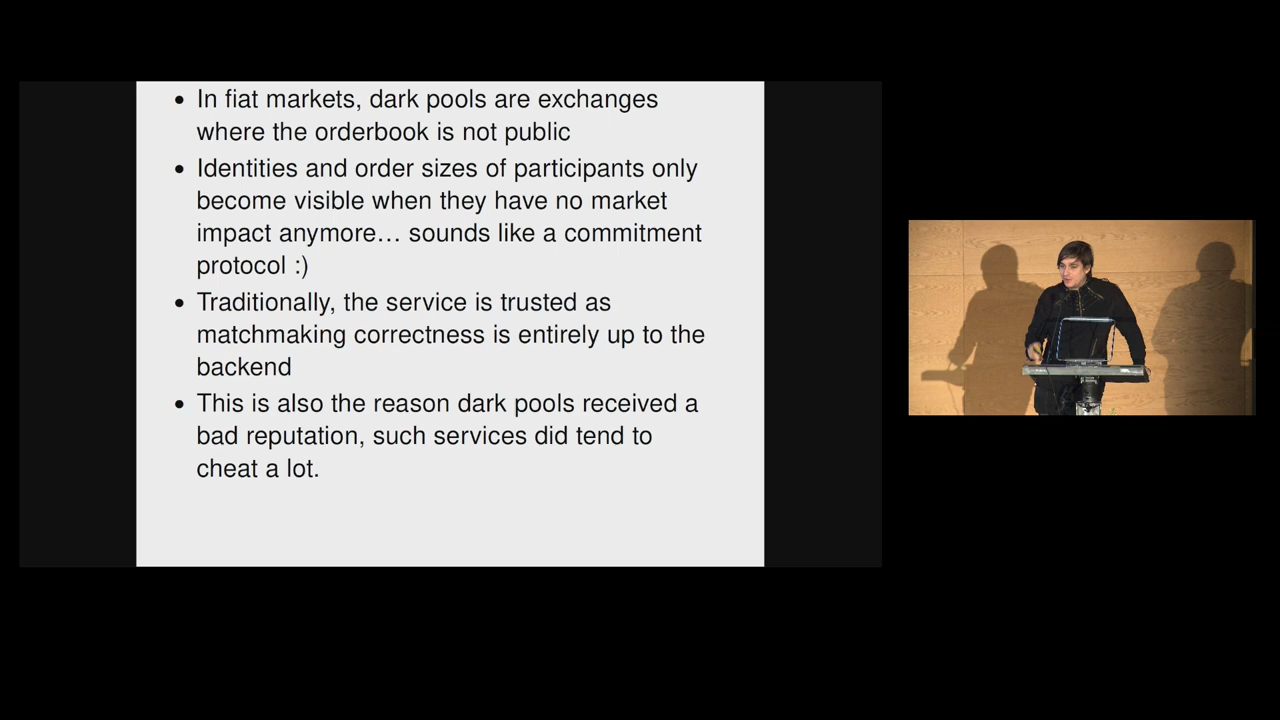 • In fiat markets, dark pools are exchanges
where the orderbook is not public
• Identities and order sizes of participants only
become visible when they have no market
impact anymore… sounds like a commitment
protocol :)
• Traditionally, the service is trusted as
matchmaking correctness is entirely up to the
backend
• This is also the reason dark pools received a
bad reputation, such services did tend to
cheat a lot.